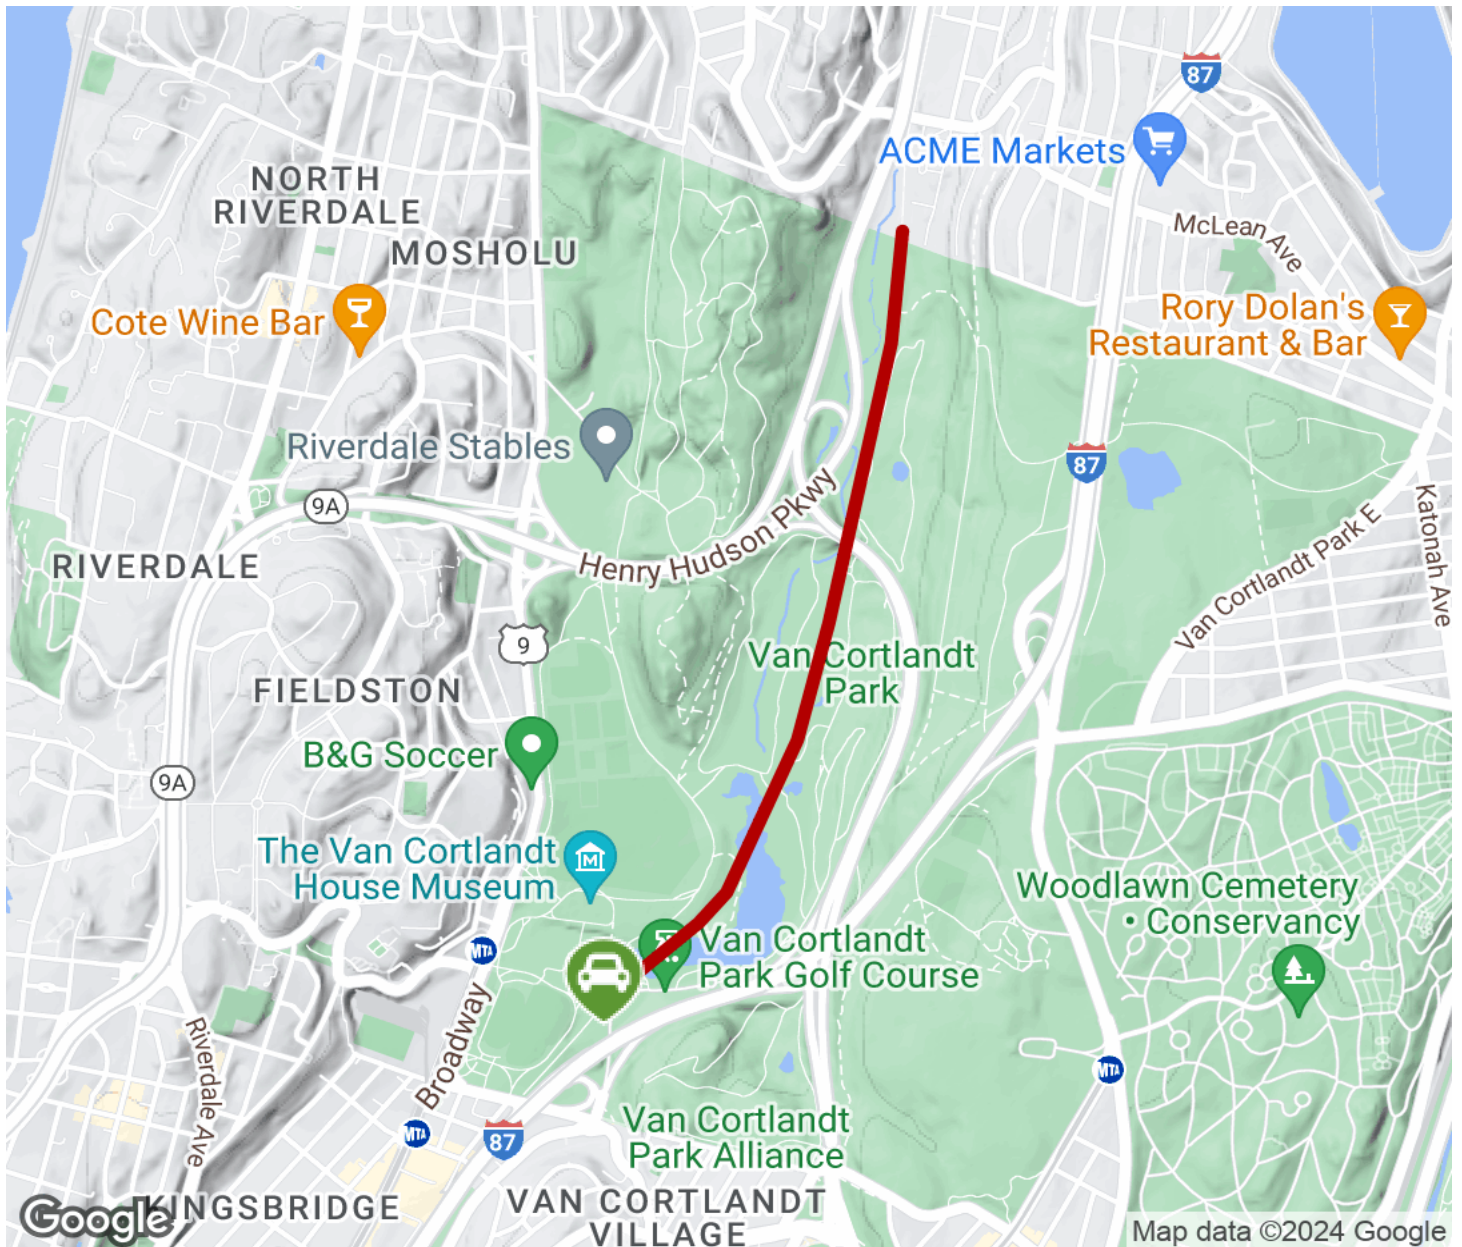 87
ACME Markets
NORTH
RIVERDALE
McLean Ave
MOSHOLU
Cote Wine Bar
Rory Dolan's
Restaurant & Bar
Riverdale Stables
87
9A
Henry Hudson Pkwy
Katonah Ave
RIVERDALE
Van Cortlandt Park E
9
Van Cortlandt
Park
FIELDSTON
B&G Soccer
9A
The Van Cortlandt
House Museum
Woodlawn Cemetery
• Conservancy
MTA
Van Cortlandt
Park Golf Course
Broadway
Riverdale Ave
MTA
MTA
87
Van Cortlandt
Park Alliance
KINGSBRIDGE
VAN CORTLANDT
VILLAGE
Google
Map data ©2024 Google